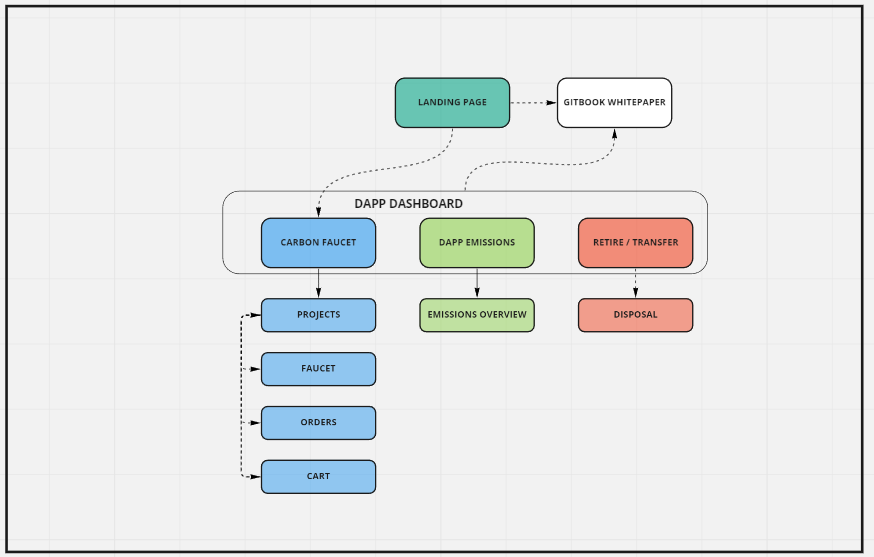 LANDING PAGE
GITBOOK WHITEPAPER
DAPP DASHBOARD
CARBON FAUCET
DAPP EMISSIONS
RETIRE / TRANSFER
PROJECTS
EMISSIONS OVERVIEW
DISPOSAL
FAUCET
ORDERS
CART